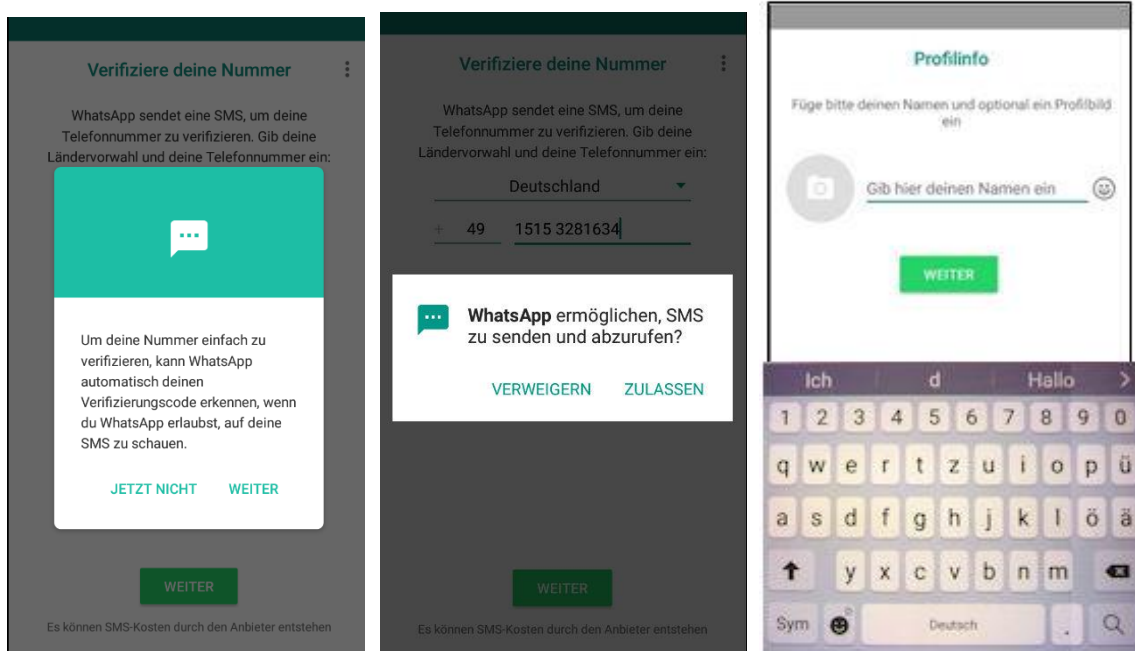 Verifiziere deine Nummer
WhatsApp sendet eine SMS, um deine
Telefonnummer zu verifizieren. Gib deine
Ländervorwahl und deine Telefonnummer ein:
Um deine Nummer einfach zu
verifizieren, kann WhatsApp
automatisch deinen
Verifizierungscode erkennen, wenn
du WhatsApp erlaubst, auf deine
SMS zu schauen.
JETZT NICHT WEITER
WEITER
Es können SMS-Kosten durch den Anbieter entstehen
Verifiziere deine Nummer
WhatsApp sendet eine SMS, um deine
Telefonnummer zu verifizieren. Gib deine
Ländervorwahl und deine Telefonnummer ein:
Deutschland
+ 49 1515 3281634
WhatsApp ermöglichen, SMS
zu senden und abzurufen?
VERWEIGERN ZULASSEN
WEITER
Es können SMS-Kosten durch den Anbieter entstehen
Profilinfo
Füge bitte deinen Namen und optional ein Profilbild
ein
Gib hier deinen Namen ein
WEITER
Ich d Hallo
1 2 3 4 5 6 7 8 9 0
q w e r t z u i o p ü
a s d f g h j k l ö ä
y x c v b n m
Sym Deutsch .